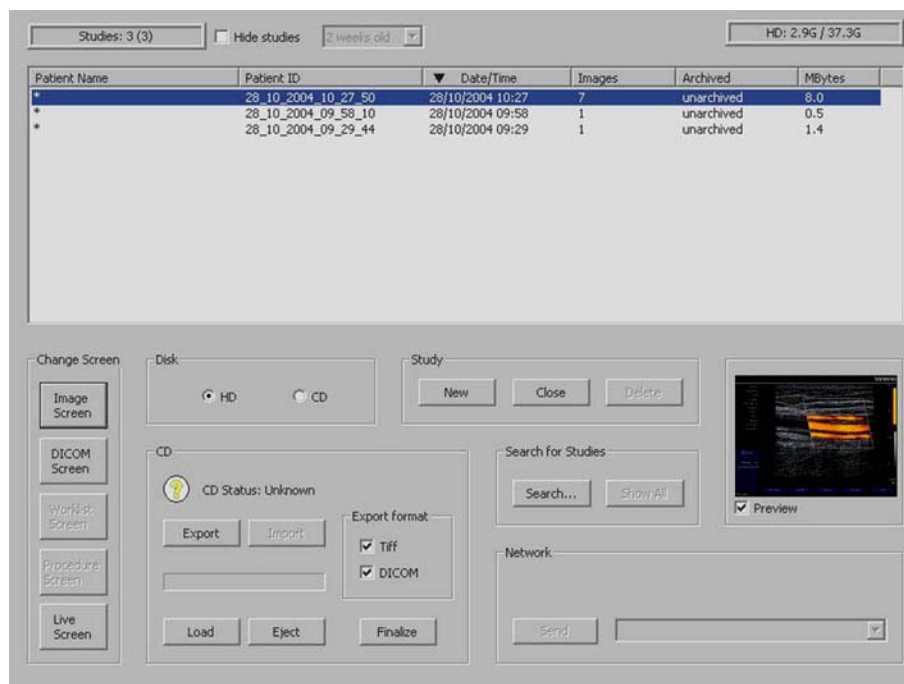 Studies: 3 (3) Hide studies 2 weeks old HD: 2.9G / 37.3G
Patient Name Patient ID Date/Time Images Archived MBytes
* 28_10_2004_10_27_50 28/10/2004 10:27 7 unarchived 8.0
* 28_10_2004_09_58_10 28/10/2004 09:58 1 unarchived 0.5
* 28_10_2004_09_29_44 28/10/2004 09:29 1 unarchived 1.4
Change Screen
Image
Screen
DICOM
Screen
Worklist
Screen
Procedure
Screen
Live
Screen
Disk
HD CD
Study
New Close Delete
CD
CD Status: Unknown
Export Import
Export format
Tiff
DICOM
Load Eject Finalize
Search for Studies
Search... Show All
SIEMENS
Preview
Network
Send